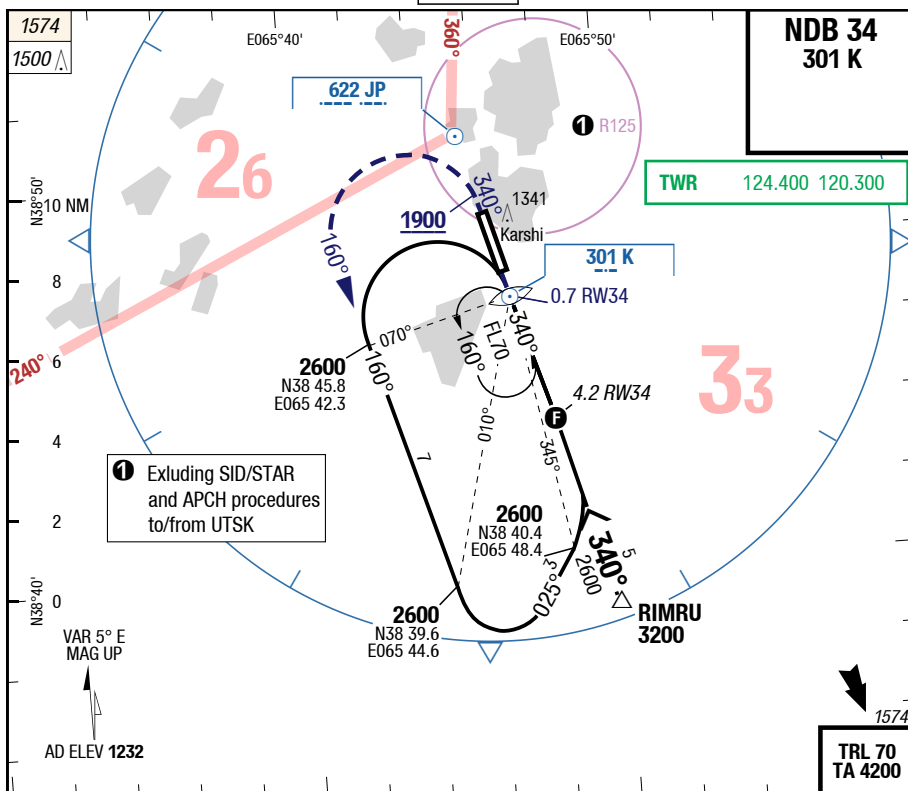 1574
1500
E065°40'
360°
E065°50'
NDB 34
301 K
622 JP
1 R125
26
TWR 124.400 120.300
N38°50'
10 NM
340°
1341
1900
Karshi
160°
301 K
0.7 RW34
8
070°
FL70
340°
160°
6
240°
2600
N38 45.8
E065 42.3
160°
33
4.2 RW34
F
010°
345°
4
7
1 Exluding SID/STAR
and APCH procedures
to/from UTSK
2
2600
N38 40.4
E065 48.4
340°
5
2600
3
025°
N38°40'
0
RIMRU
3200
2600
N38 39.6
E065 44.6
VAR 5° E
MAG UP
AD ELEV 1232
1574
TRL 70
TA 4200